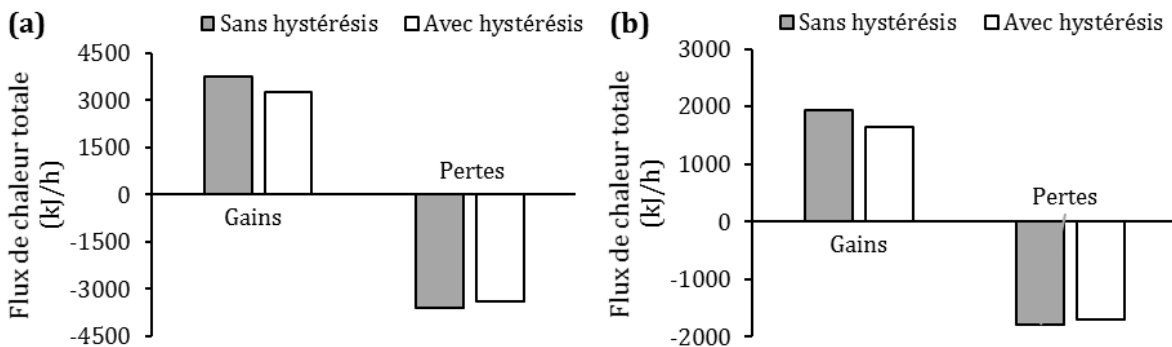 (a)
Sans hystérésis Avec hystérésis
Flux de chaleur totale
(kJ/h)
4500
3000
1500
0
-1500
-3000
-4500
Gains
Pertes
(b)
Sans hystérésis Avec hystérésis
Flux de chaleur totale
(kJ/h)
3000
2000
1000
0
-1000
-2000
Gains
Pertes